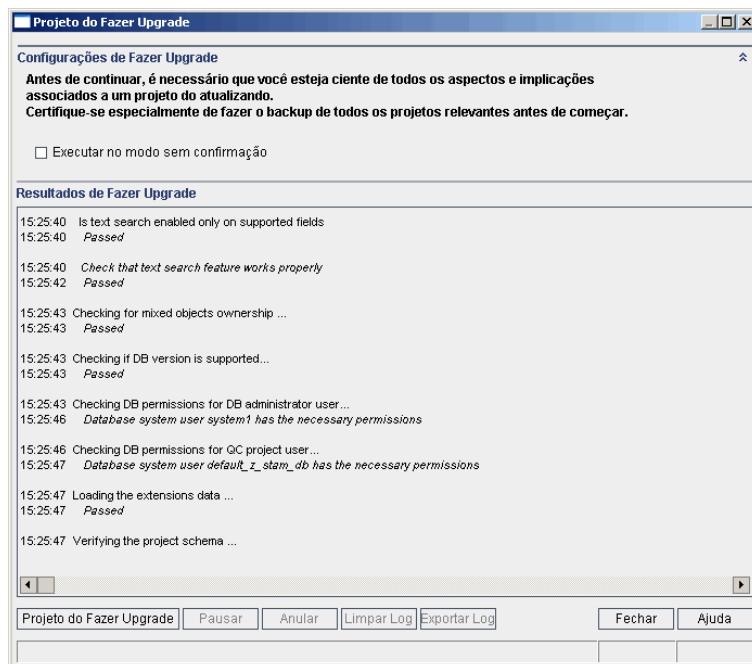 Projeto do Fazer Upgrade
Configurações de Fazer Upgrade
Antes de continuar, é necessário que você esteja ciente de todos os aspectos e implicações
associados a um projeto do atualizando.
Certifique-se especialmente de fazer o backup de todos os projetos relevantes antes de começar.
Executar no modo sem confirmação
Resultados de Fazer Upgrade
15:25:40 Is text search enabled only on supported fields
15:25:40 Passed
15:25:40 Check that text search feature works properly
15:25:42 Passed
15:25:43 Checking for mixed objects ownership ...
15:25:43 Passed
15:25:43 Checking if DB version is supported...
15:25:43 Passed
15:25:43 Checking DB permissions for DB administrator user...
15:25:46 Database system user system1 has the necessary permissions
15:25:46 Checking DB permissions for QC project user...
15:25:47 Database system user default_z_stam_db has the necessary permissions
15:25:47 Loading the extensions data ...
15:25:47 Passed
15:25:47 Verifying the project schema ...
Projeto do Fazer Upgrade Pausar Anular Limpar Log Exportar Log Fechar Ajuda